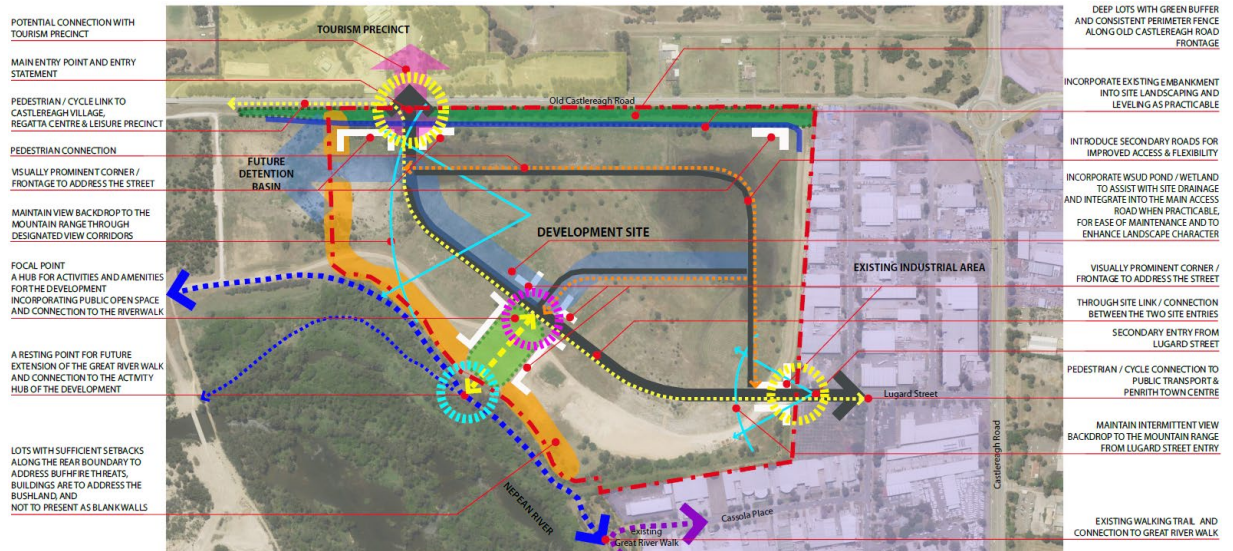 POTENTIAL CONNECTION WITH
TOURISM PRECINCT
MAIN ENTRY POINT AND ENTRY
STATEMENT
PEDESTRIAN / CYCLE LINK TO
CASTLEREAGH VILLAGE,
REGATTA CENTRE & LEISURE PRECINCT
PEDESTRIAN CONNECTION
VISUALLY PROMINENT CORNER /
FRONTAGE TO ADDRESS THE STREET
MAINTAIN VIEW BACKDROP TO THE
MOUNTAIN RANGE THROUGH
DESIGNATED VIEW CORRIDORS
FOCAL POINT
A HUB FOR ACTIVITIES AND AMENITIES
FOR THE DEVELOPMENT
INCORPORATING PUBLIC OPEN SPACE
AND CONNECTION TO THE RIVERWALK
A RESTING POINT FOR FUTURE
EXTENSION OF THE GREAT RIVER WALK
AND CONNECTION TO THE ACTIVITY
HUB OF THE DEVELOPMENT
LOTS WITH SUFFICIENT SETBACKS
ALONG THE REAR BOUNDARY TO
ADDRESS BUHFIRE THREATS,
BUILDINGS ARE TO ADDRESS THE
BUSHLAND, AND
NOT TO PRESENT AS BLANK WALLS
TOURISM PRECINCT
Old Castlereagh Road
FUTURE
DETENTION
BASIN
DEVELOPMENT SITE
EXISTING INDUSTRIAL AREA
Lugard Street
Castlereagh Road
NEPEAN RIVER
Cassola Place
existing
Great River Walk
DEEP LOTS WITH GREEN BUFFER
AND CONSISTENT PERIMETER FENCE
ALONG OLD CASTLEREAGH ROAD
FRONTAGE
INCORPORATE EXISTING EMBANKMENT
INTO SITE LANDSCAPING AND
LEVELING AS PRACTICABLE
INTRODUCE SECONDARY ROADS FOR
IMPROVED ACCESS & FLEXIBILITY
INCORPORATE WSUD POND / WETLAND
TO ASSIST WITH SITE DRAINAGE
AND INTEGRATE INTO THE MAIN ACCESS
ROAD WHEN PRACTICABLE,
FOR EASE OF MAINTENANCE AND TO
ENHANCE LANDSCAPE CHARACTER
VISUALLY PROMINENT CORNER /
FRONTAGE TO ADDRESS THE STREET
THROUGH SITE LINK / CONNECTION
BETWEEN THE TWO SITE ENTRIES
SECONDARY ENTRY FROM
LUGARD STREET
PEDESTRIAN / CYCLE CONNECTION TO
PUBLIC TRANSPORT &
PENRITH TOWN CENTRE
MAINTAIN INTERMITTENT VIEW
BACKDROP TO THE MOUNTAIN RANGE
FROM LUGARD STREET ENTRY
EXISTING WALKING TRAIL AND
CONNECTION TO GREAT RIVER WALK